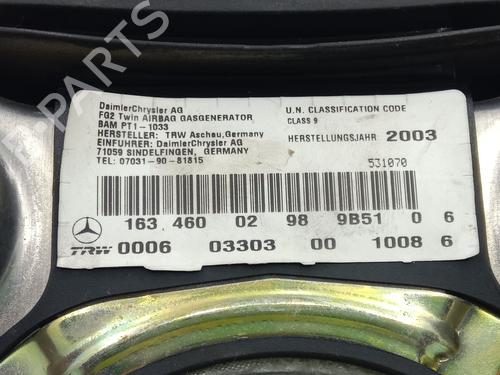 DaimlerChrysler AG
FG2 Twin AIRBAG GASGENERATOR
BAM PT1-1033
HERSTELLER: TRW Aschau,Germany
EINFUHRER: DaimlerChrysler AG
71059 SINDELFINGEN, GERMANY
TEL: 07031-90-81815
U.N. CLASSIFICATION CODE
CLASS 9
HERSTELLUNGSJAHR 2003
531070
163 460 02 98 9B51 0 6
TRW 0006 03303 00 1008 6
B-PARTS